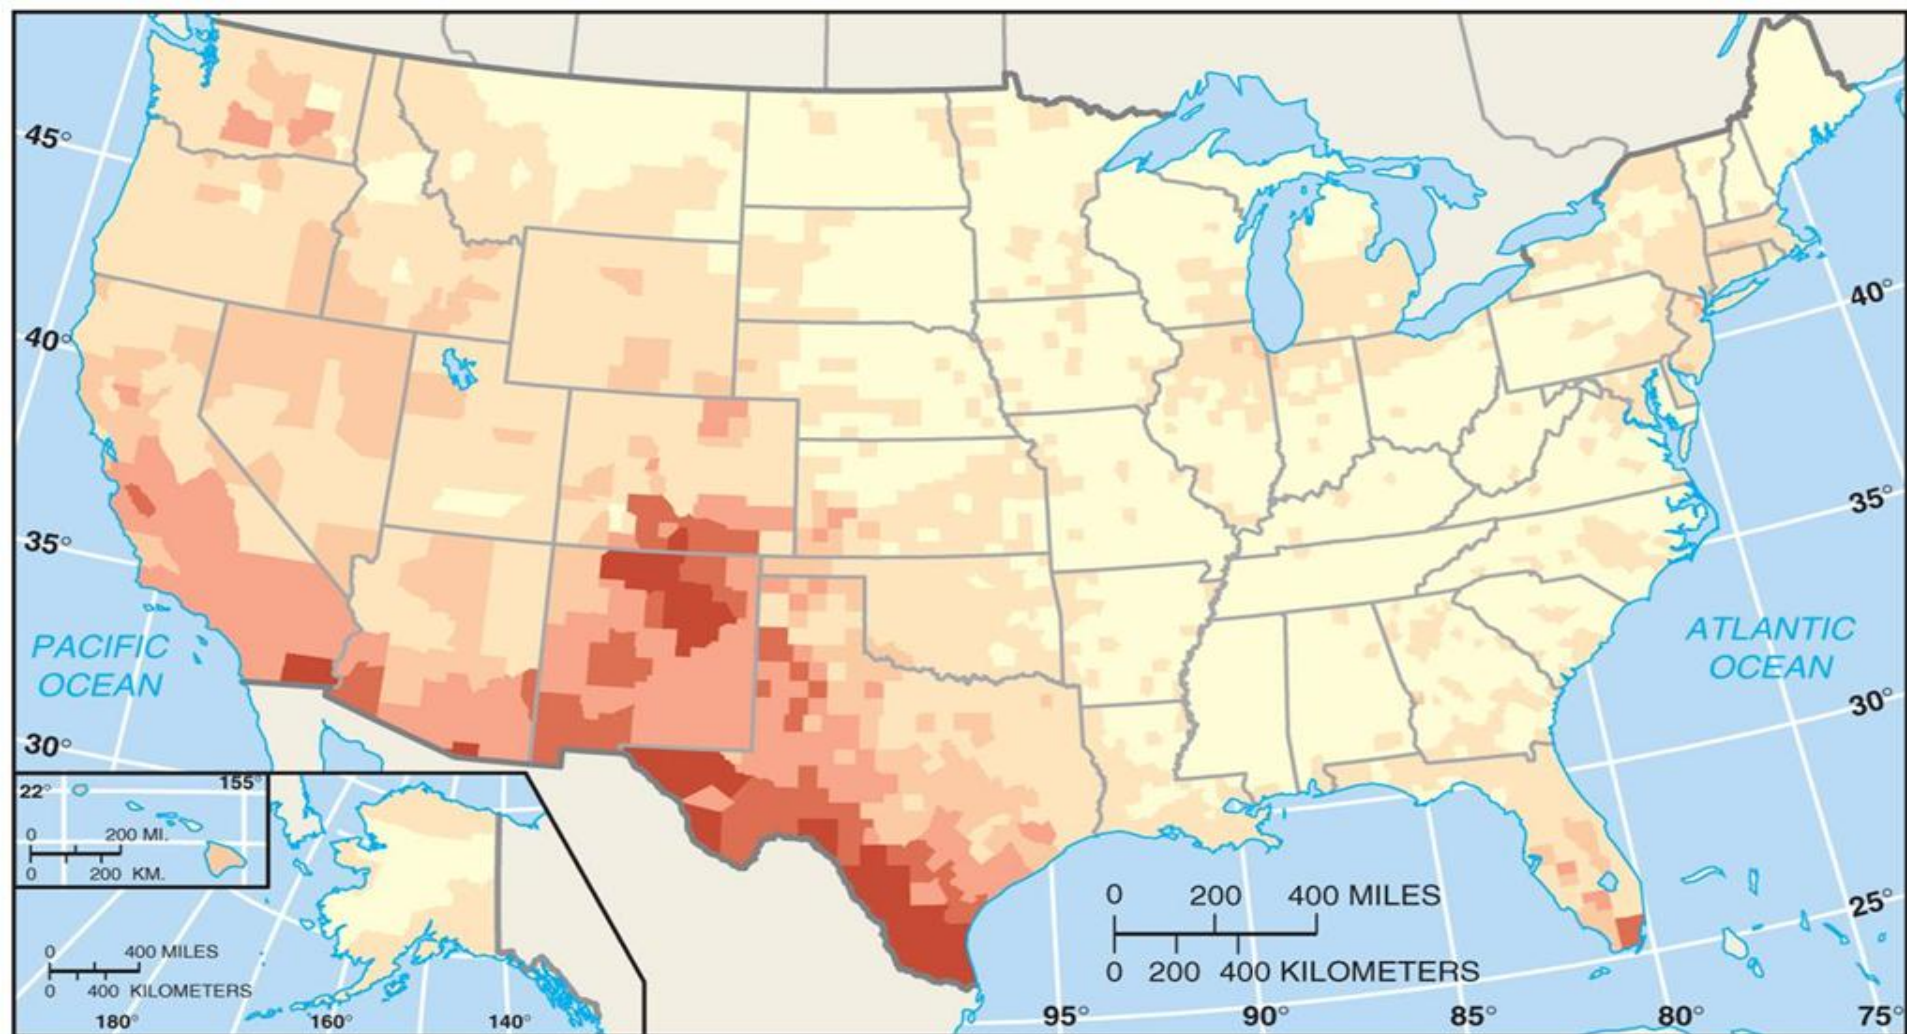 45°
40°
35°
30°
PACIFIC
OCEAN
40°
35°
30°
25°
ATLANTIC
OCEAN
22°
155°
0 200 MI.
0 200 KM.
0 400 MILES
0 400 KILOMETERS
180° 160° 140°
0 200 400 MILES
0 200 400 KILOMETERS
95° 90° 85° 80° 75°